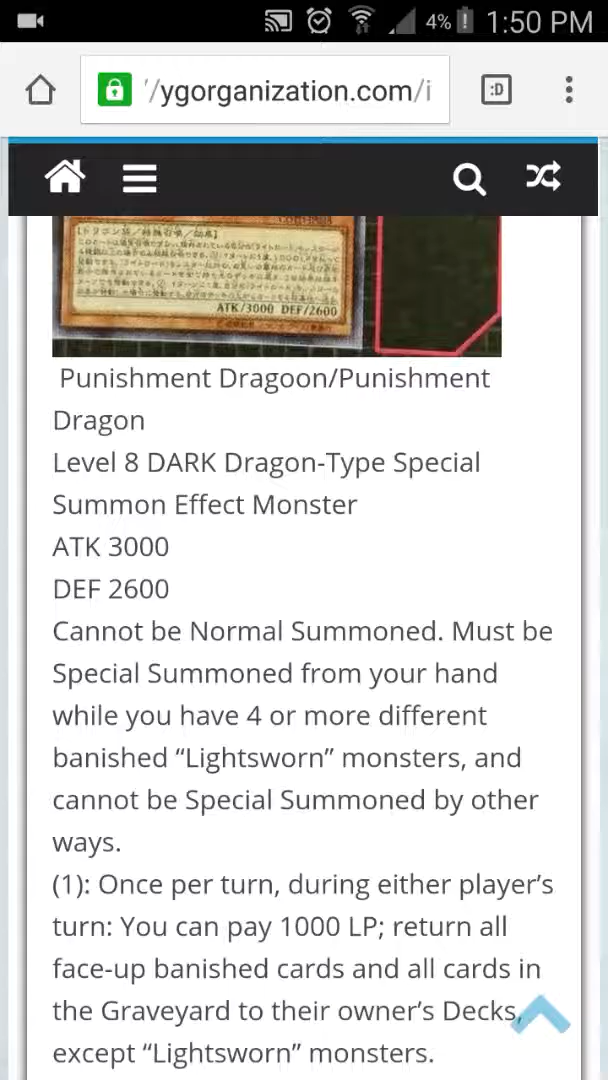 4%
1:50 PM
//ygorganization.com/i
:D
ATK/3000 DEF/2600
Punishment Dragoon/Punishment
Dragon
Level 8 DARK Dragon-Type Special
Summon Effect Monster
ATK 3000
DEF 2600
Cannot be Normal Summoned. Must be
Special Summoned from your hand
while you have 4 or more different
banished “Lightsworn” monsters, and
cannot be Special Summoned by other
ways.
(1): Once per turn, during either player’s
turn: You can pay 1000 LP; return all
face-up banished cards and all cards in
the Graveyard to their owner’s Decks,
except “Lightsworn” monsters.